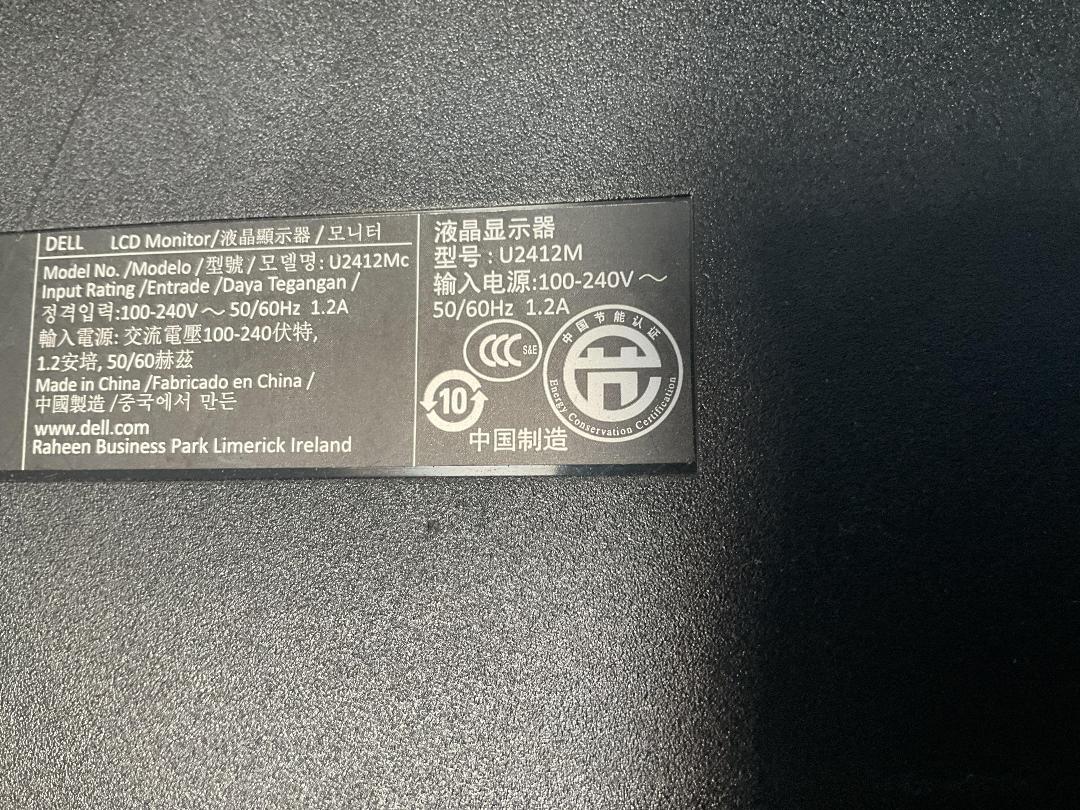 DELL LCD Monitor/液晶顯示器 / 모니터
Model No. /Modelo / 型號 / 모델명: U2412Mc
Input Rating /Entrade /Daya Tegangan /
정격입력:100-240V ～ 50/60Hz 1.2A
輸入電源: 交流電壓100-240伏特,
1.2安培, 50/60赫茲
Made in China /Fabricado en China /
中國製造 /중국에서 만든
www.dell.com
Raheen Business Park Limerick Ireland
液晶显示器
型号 : U2412M
输入电源:100-240V ～
50/60Hz 1.2A
CCC S&E
中国节能认证
Energy Conservation Certification
10
中国制造